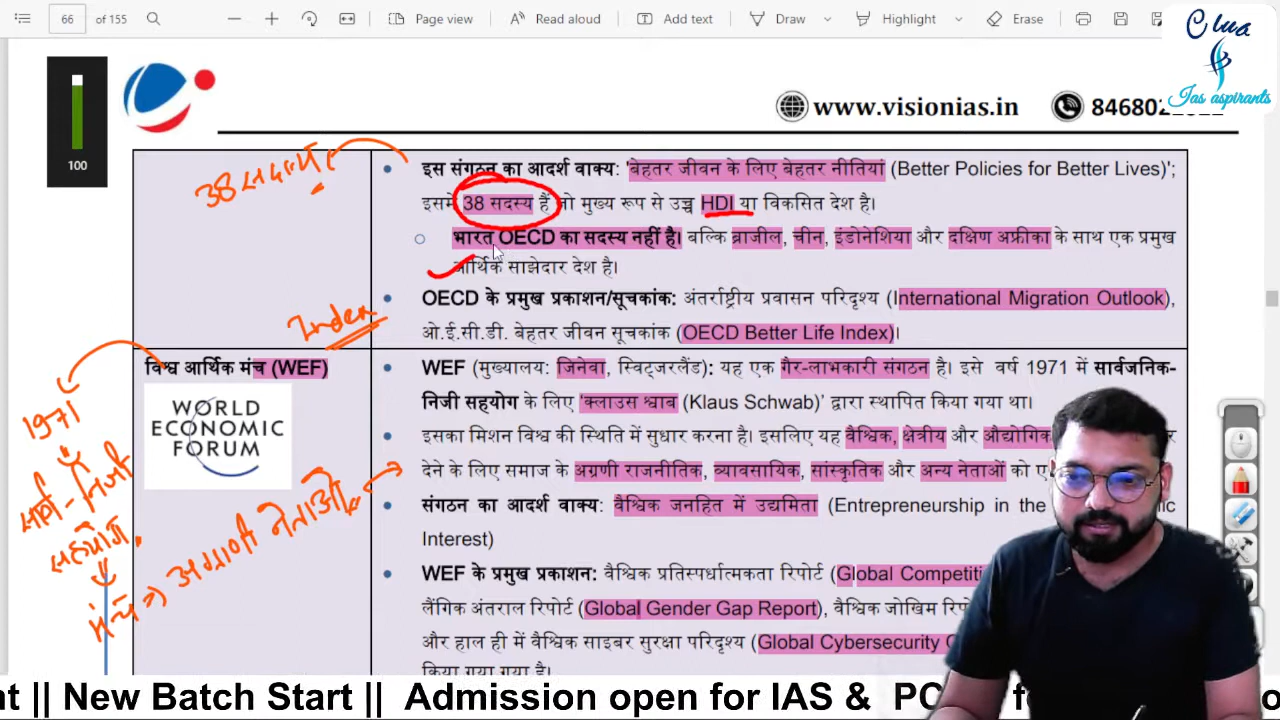 66 of 155
Page view
Read aloud
Add text
Draw
Highlight
Erase
Clua
Ias aspirants
100
www.visionias.in
38 सदस्य
इस संगठन का आदर्श वाक्य: 'बेहतर जीवन के लिए बेहतर नीतियां (Better Policies for Better Lives)';
इसमें 38 सदस्य हैं जो मुख्य रूप से उच्च HDI या विकसित देश है।
भारत OECD का सदस्य नहीं है। बल्कि ब्राजील, चीन, इंडोनेशिया और दक्षिण अफ्रीका के साथ एक प्रमुख
आर्थिक साझेदार देश है।
OECD के प्रमुख प्रकाशन/सूचकांक: अंतर्राष्ट्रीय प्रवासन परिदृश्य (International Migration Outlook),
ओ.ई.सी.डी. बेहतर जीवन सूचकांक (OECD Better Life Index)।
Index
विश्व आर्थिक मंच (WEF)
WORLD
ECONOMIC
FORUM
1971
सार्व - निजी
सहयोग
मंच
अग्रणी नेताओं
WEF (मुख्यालय: जिनेवा, स्विट्जरलैंड): यह एक गैर-लाभकारी संगठन है। इसे वर्ष 1971 में सार्वजनिक-
निजी सहयोग के लिए 'क्लाउस श्वाब (Klaus Schwab)' द्वारा स्थापित किया गया था।
इसका मिशन विश्व की स्थिति में सुधार करना है। इसलिए यह वैश्विक, क्षेत्रीय और औद्योगिक
देने के लिए समाज के अग्रणी राजनीतिक, व्यावसायिक, सांस्कृतिक और अन्य नेताओं को
संगठन का आदर्श वाक्य: वैश्विक जनहित में उद्यमिता (Entrepreneurship in the
Interest)
WEF के प्रमुख प्रकाशन: वैश्विक प्रतिस्पर्धात्मकता रिपोर्ट (Global
लैंगिक अंतराल रिपोर्ट (Global Gender Gap Report), वैश्विक जोखिम
और हाल ही में वैश्विक साइबर सुरक्षा परिदृश्य (Global Cybersecurity
किया गया गया है।
|| New Batch Start || Admission open for IAS &